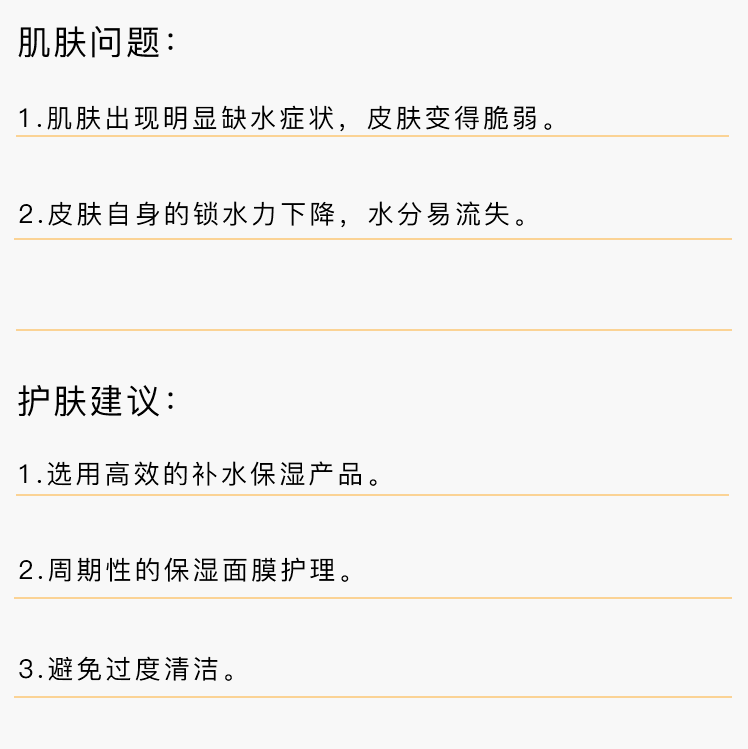 肌肤问题：
1.肌肤出现明显缺水症状，皮肤变得脆弱。
2.皮肤自身的锁水力下降，水分易流失。
护肤建议：
1.选用高效的补水保湿产品。
2.周期性的保湿面膜护理。
3.避免过度清洁。